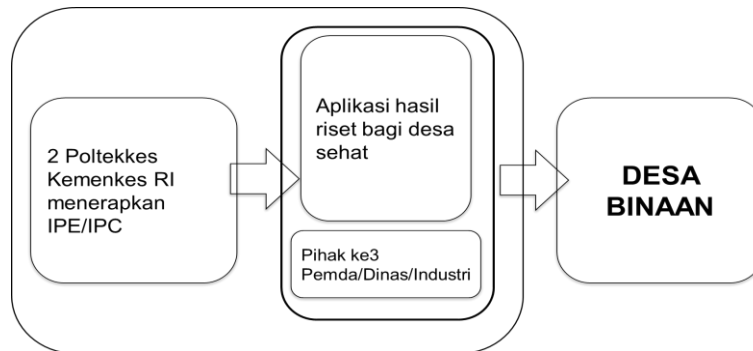 2 Poltekkes
Kemenkes RI
menerapkan
IPE/IPC
Aplikasi hasil
riset bagi desa
sehat
Pihak ke3
Pemda/Dinas/Industri
DESA
BINAAN